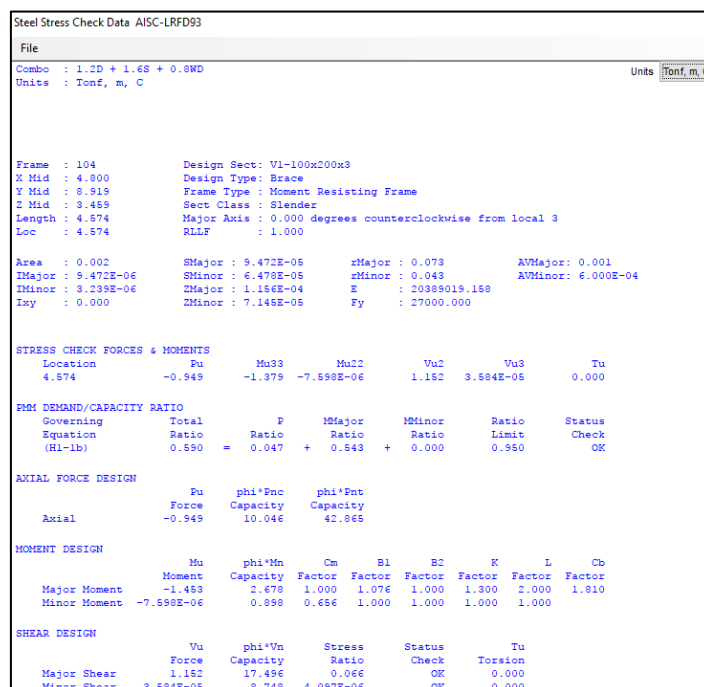 Steel Stress Check Data AISC-LRFD93
File
Combo : 1.2D + 1.6S + 0.8WD
Units Tonf, m,
Units : Tonf, m, C
Frame : 104 Design Sect: V1-100x200x3
X Mid : 4.800 Design Type: Brace
Y Mid : 8.919 Frame Type : Moment Resisting Frame
Z Mid : 3.459 Sect Class : Slender
Length : 4.574 Major Axis : 0.000 degrees counterclockwise from local 3
Loc : 4.574 RLLF : 1.000
Area : 0.002 SMajor : 9.472E-05 rMajor : 0.073 AVMajor: 0.001
IMajor : 9.472E-06 SMinor : 6.478E-05 rMinor : 0.043 AVMinor: 6.000E-04
IMinor : 3.239E-06 ZMajor : 1.156E-04 E : 20389019.158
Ixy : 0.000 ZMinor : 7.145E-05 Fy : 27000.000
STRESS CHECK FORCES & MOMENTS
Location Pu Mu33 Mu22 Vu2 Vu3 Tu
4.574 -0.949 -1.379 -7.598E-06 1.152 3.584E-05 0.000
PMM DEMAND/CAPACITY RATIO
Governing Total P MMajor MMinor Ratio Status
Equation Ratio Ratio Ratio Ratio Limit Check
(H1-1b) 0.590 = 0.047 + 0.543 + 0.000 0.950 OK
AXIAL FORCE DESIGN
Pu phi*Pnc phi*Pnt
Force Capacity Capacity
Axial -0.949 10.046 42.865
MOMENT DESIGN
Mu phi*Mn Cm B1 B2 K L Cb
Moment Capacity Factor Factor Factor Factor Factor Factor
Major Moment -1.453 2.678 1.000 1.076 1.000 1.300 2.000 1.810
Minor Moment -7.598E-06 0.898 0.656 1.000 1.000 1.000 1.000
SHEAR DESIGN
Vu phi*Vn Stress Status Tu
Force Capacity Ratio Check Torsion
Major Shear 1.152 17.496 0.066 OK 0.000
Minor Shear 3.584E-05 8.748 4.097E-06 OK 0.000